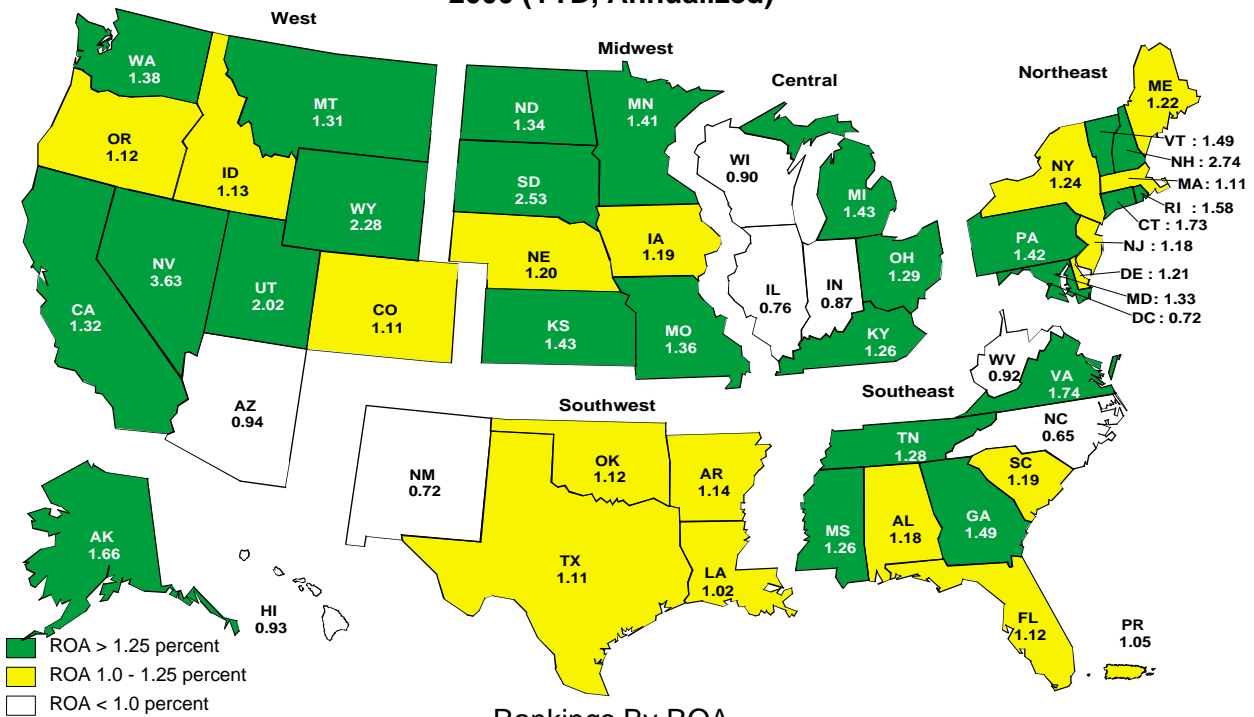 (YTD, Annualized)
West
Midwest
Central
Northeast
Southwest
Southeast
WA
1.38
OR
1.12
ID
1.13
MT
1.31
WY
2.28
CA
1.32
NV
3.63
UT
2.02
CO
1.11
AZ
0.94
AK
1.66
HI
0.93
ND
1.34
MN
1.41
SD
2.53
NE
1.20
IA
1.19
KS
1.43
MO
1.36
WI
0.90
MI
1.43
IL
0.76
IN
0.87
OH
1.29
KY
1.26
ME
1.22
NY
1.24
PA
1.42
VT : 1.49
NH : 2.74
MA : 1.11
RI : 1.58
CT : 1.73
NJ : 1.18
DE : 1.21
MD: 1.33
DC : 0.72
NM
0.72
OK
1.12
AR
1.14
TX
1.11
LA
1.02
WV
0.92
VA
1.74
NC
0.65
TN
1.28
SC
1.19
MS
1.26
AL
1.18
GA
1.49
FL
1.12
PR
1.05
ROA > 1.25 percent
ROA 1.0 - 1.25 percent
ROA < 1.0 percent
Rankings By ROA